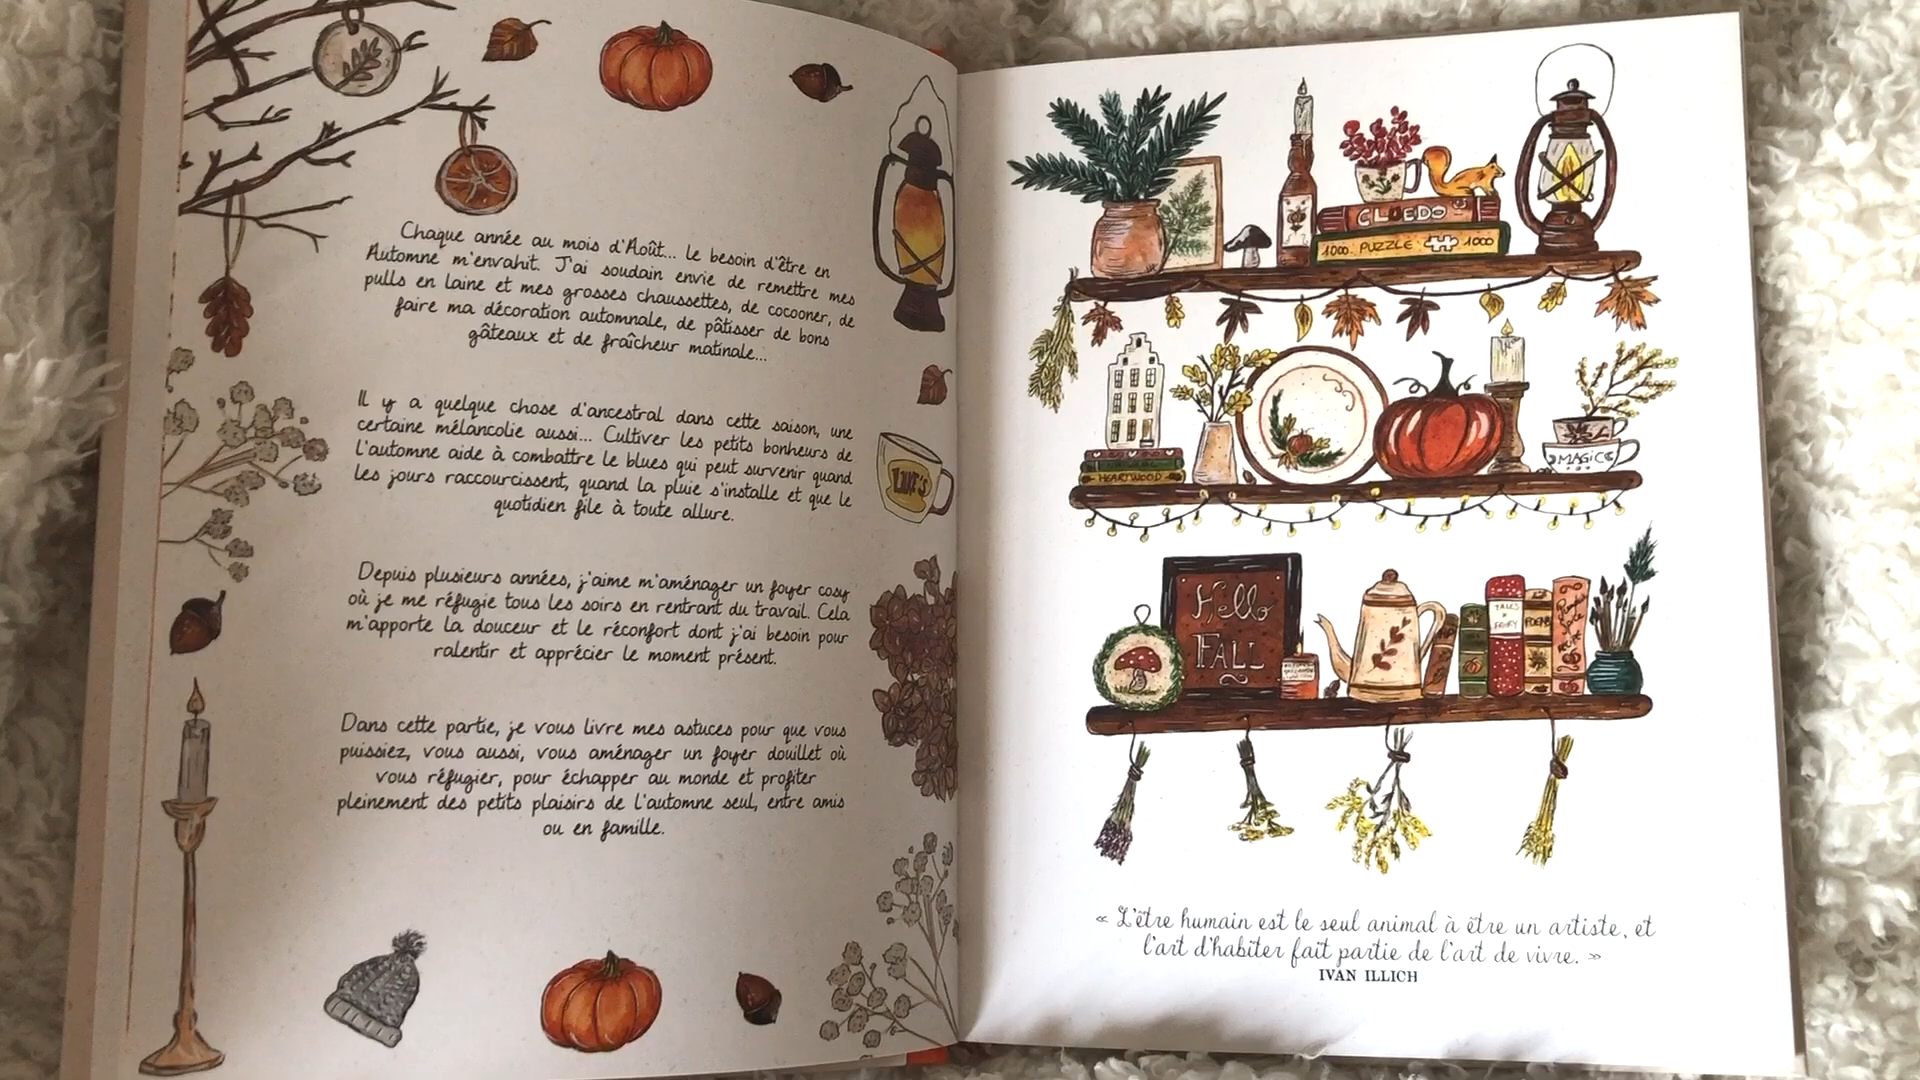 Chaque année au mois d'Août... le besoin d'être en
Automne m'envahit. J'ai soudain envie de remettre mes
pulls en laine et mes grosses chaussettes, de cocooner, de
faire ma décoration automnale, de pâtisser de bons
gâteaux et de fraîcheur matinale...
Il y a quelque chose d'ancestral dans cette saison, une
certaine mélancolie aussi... Cultiver les petits bonheurs de
l'automne aide à combattre le blues qui peut survenir quand
les jours raccourcissent, quand la pluie s'installe et que le
quotidien file à toute allure.
Depuis plusieurs années, j'aime m'aménager un foyer cosy
où je me réfugie tous les soirs en rentrant du travail. Cela
m'apporte la douceur et le réconfort dont j'ai besoin pour
ralentir et apprécier le moment présent.
Dans cette partie, je vous livre mes astuces pour que vous
puissiez, vous aussi, vous aménager un foyer douillet où
vous réfugier, pour échapper au monde et profiter
pleinement des petits plaisirs de l'automne seul, entre amis
ou en famille.
LUKE'S
CLUEDO
1000 PUZZLE 1000
HEARTWOOD
MAGIC
Hello
FALL
TALES
FAIRY
POEMS
« L'être humain est le seul animal à être un artiste, et
l'art d'habiter fait partie de l'art de vivre. »
IVAN ILLICH